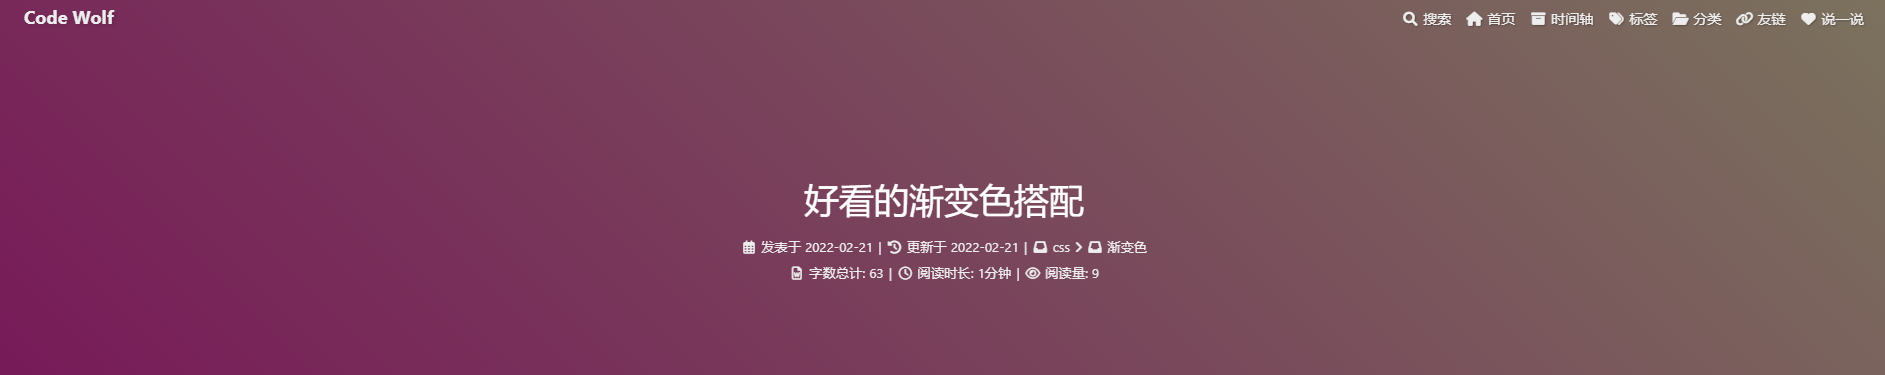 Code Wolf
搜索 首页 时间轴 标签 分类 友链 说一说
好看的渐变色搭配
发表于 2022-02-21 | 更新于 2022-02-21 | css > 渐变色
字数总计: 63 | 阅读时长: 1分钟 | 阅读量: 9